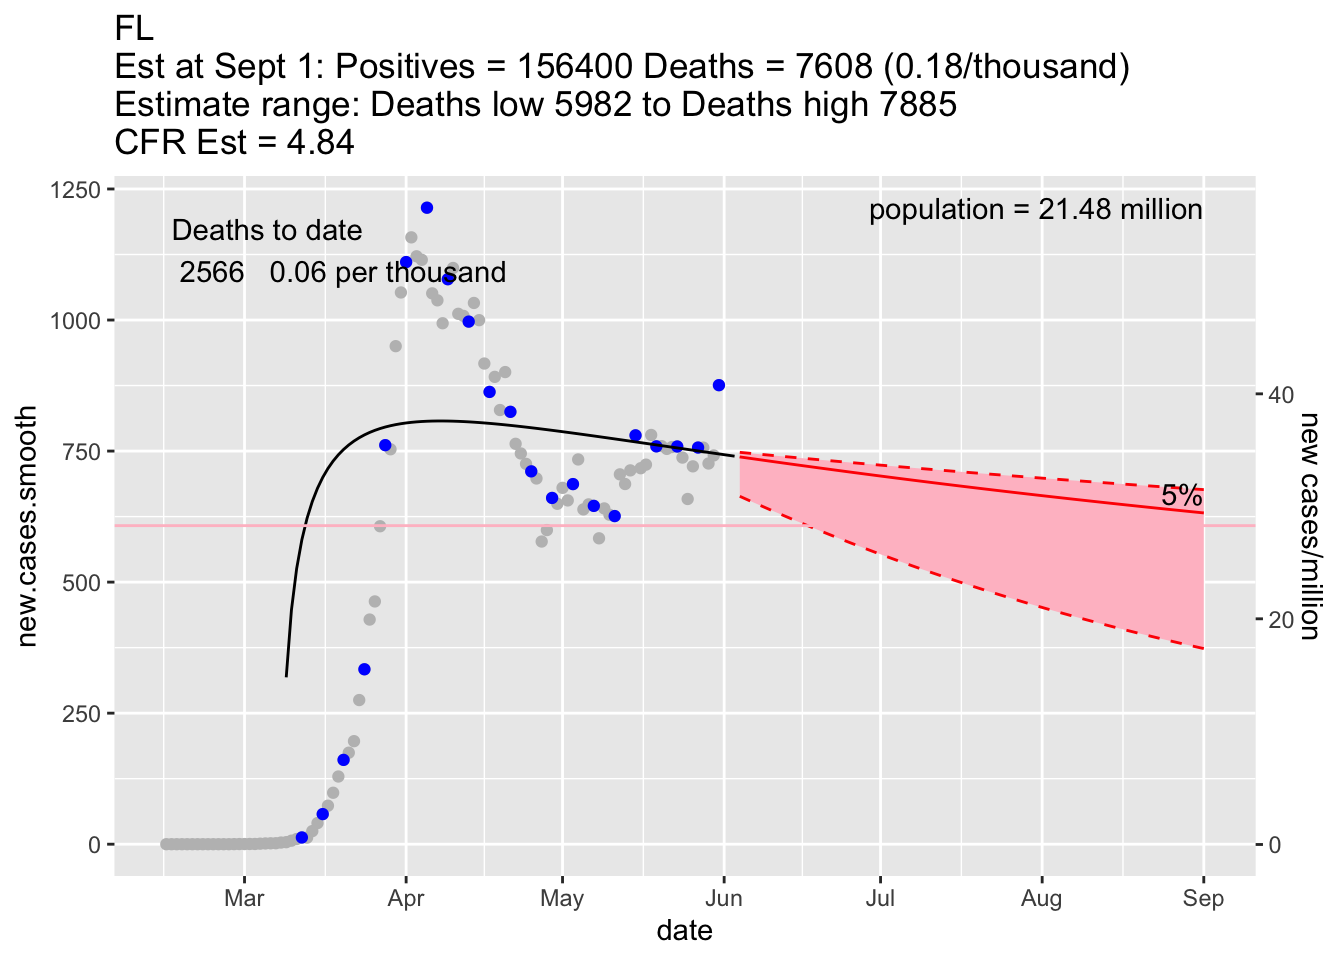 FL
Est at Sept 1: Positives = 156400 Deaths = 7608 (0.18/thousand)
Estimate range: Deaths low 5982 to Deaths high 7885
CFR Est = 4.84
1250
1000
750
500
250
0
new.cases.smooth
Deaths to date
2566 0.06 per thousand
population = 21.48 million
5%
40
20
0
new cases/million
Mar Apr May Jun Jul Aug Sep
date